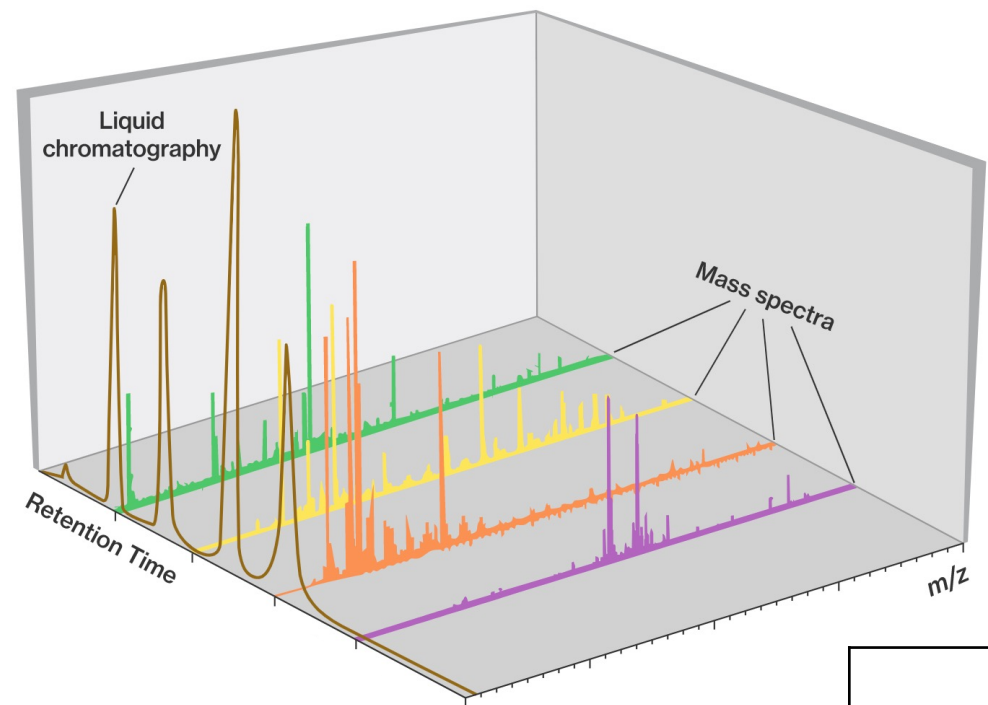 Liquid
chromatography
Mass spectra
Retention Time
m/z